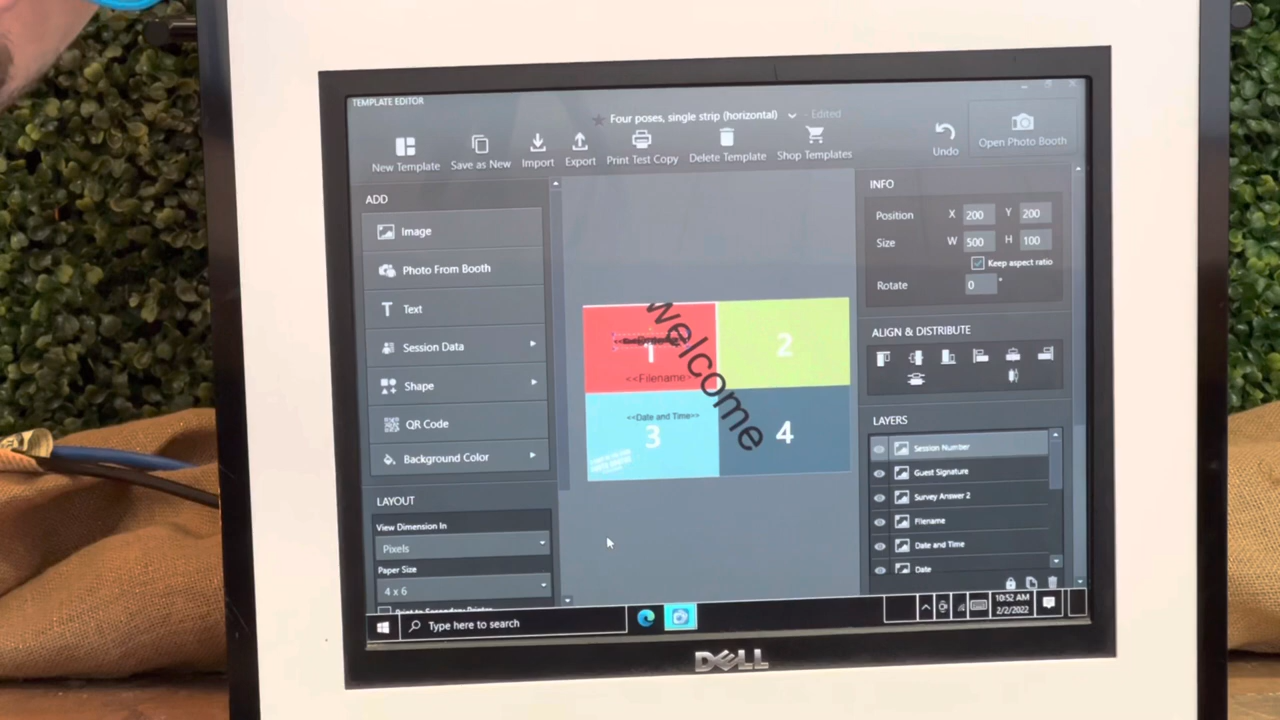 TEMPLATE EDITOR
Four poses, single strip (horizontal) - Edited
New Template
Save as New
Import
Export
Print Test Copy
Delete Template
Shop Templates
Undo
Open Photo Booth
ADD
Image
Photo From Booth
Text
Session Data
Shape
QR Code
Background Color
LAYOUT
View Dimension In
Pixels
Paper Size
4 x 6
Print to Secondary Printer
welcome
1
2
<<Filename>
<<Date and Time>>
3
4
INFO
Position X 200 Y 200
Size W 500 H 100
Keep aspect ratio
Rotate 0 °
ALIGN & DISTRIBUTE
LAYERS
Session Number
Guest Signature
Survey Answer 2
Filename
Date and Time
Date
Type here to search
10:52 AM
2/2/2022
DELL